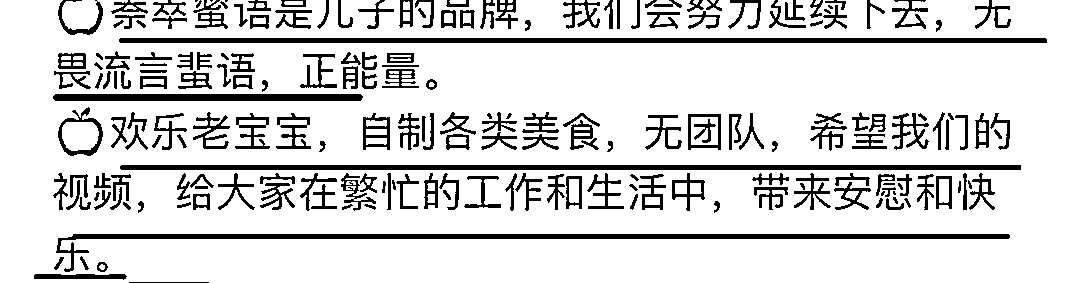 🍎萘卒蜜语是儿子的品牌，我们会努力延续下去，无
畏流言蜚语，正能量。
🍎欢乐老宝宝，自制各类美食，无团队，希望我们的
视频，给大家在繁忙的工作和生活中，带来安慰和快
乐。